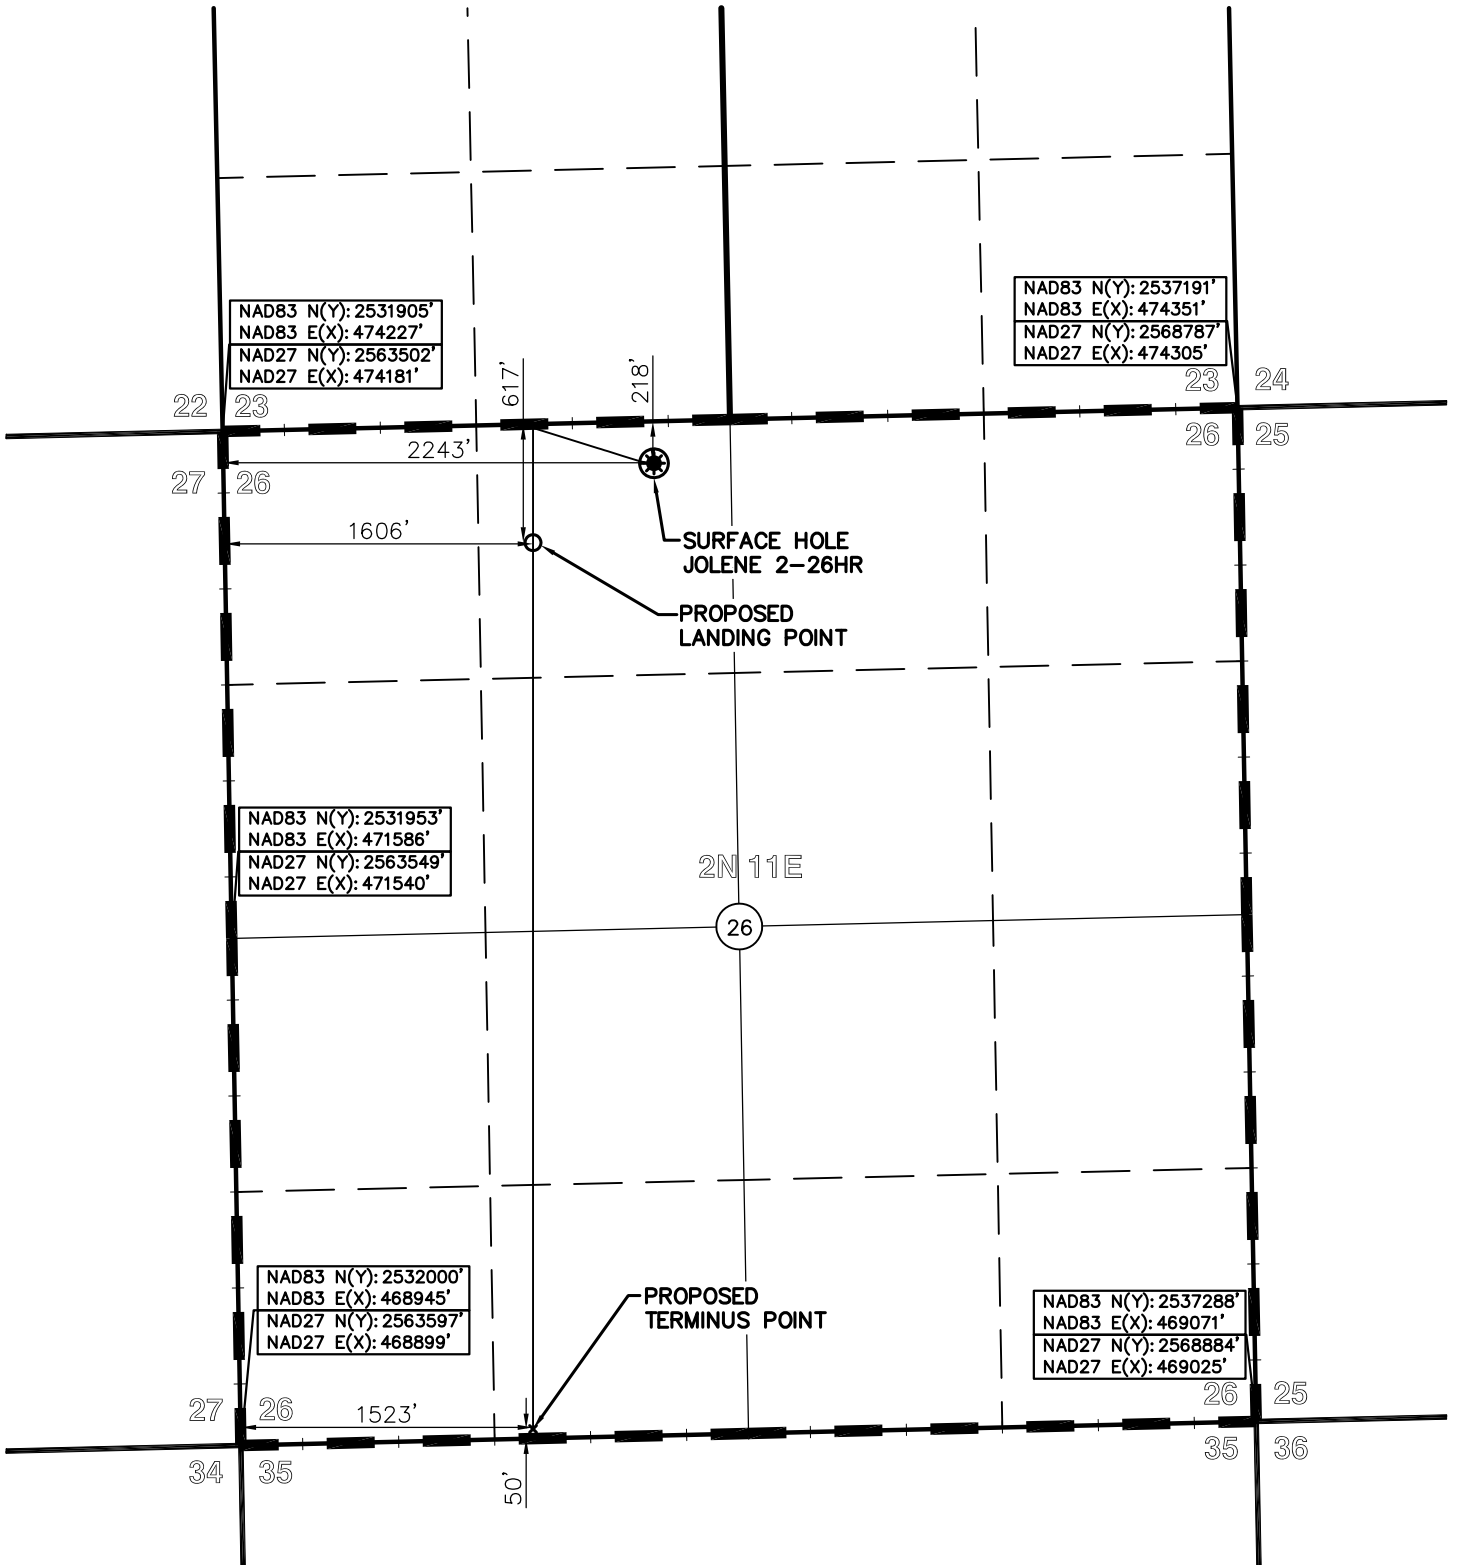 NAD83 N(Y): 2531905'
NAD83 E(X): 474227'
NAD27 N(Y): 2563502'
NAD27 E(X): 474181'
NAD83 N(Y): 2537191'
NAD83 E(X): 474351'
NAD27 N(Y): 2568787'
NAD27 E(X): 474305'
617'
218'
22 23
23 24
27 26
26 25
2243'
1606'
SURFACE HOLE
JOLENE 2-26HR
PROPOSED
LANDING POINT
NAD83 N(Y): 2531953'
NAD83 E(X): 471586'
NAD27 N(Y): 2563549'
NAD27 E(X): 471540'
2N 11E
26
NAD83 N(Y): 2532000'
NAD83 E(X): 468945'
NAD27 N(Y): 2563597'
NAD27 E(X): 468899'
PROPOSED
TERMINUS POINT
NAD83 N(Y): 2537288'
NAD83 E(X): 469071'
NAD27 N(Y): 2568884'
NAD27 E(X): 469025'
27 26
26 25
1523'
34 35
35 36
50'